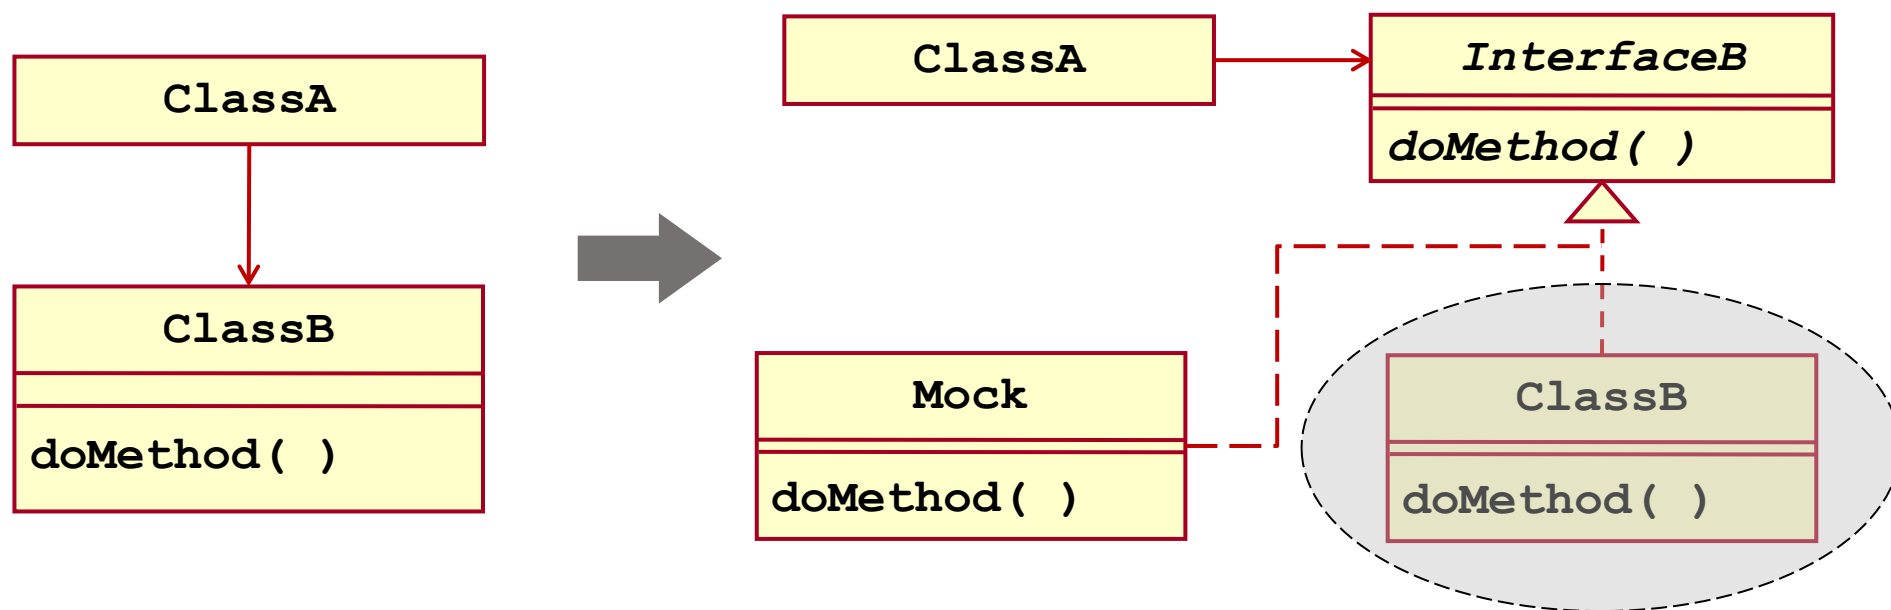 ClassA
ClassB
doMethod( )
ClassA
InterfaceB
doMethod( )
Mock
doMethod( )
ClassB
doMethod( )